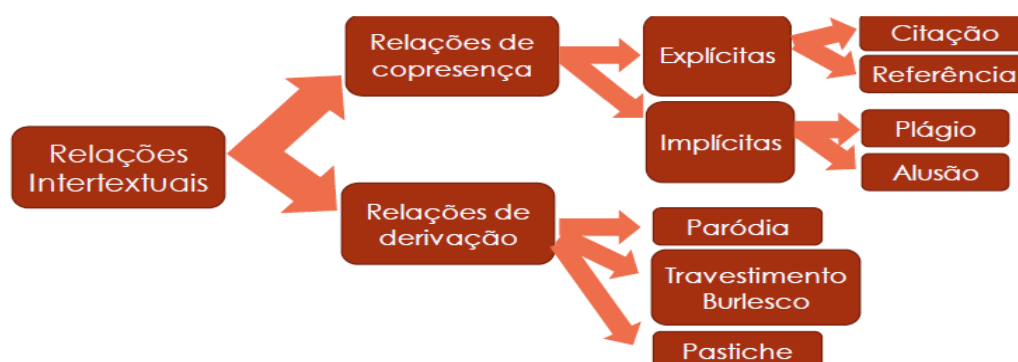 Relações
Intertextuais
Relações de
copresença
Explícitas
Citação
Referência
Implícitas
Plágio
Alusão
Relações de
derivação
Paródia
Travestimento
Burlesco
Pastiche